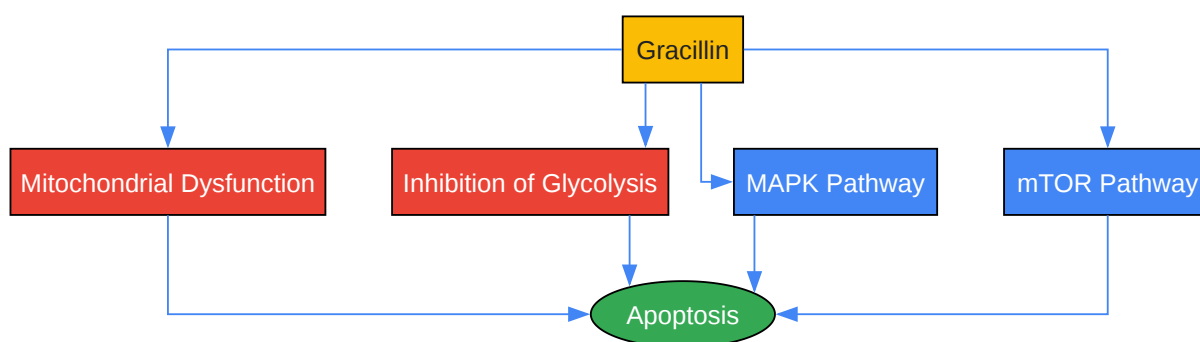 Gracillin
Mitochondrial Dysfunction
Inhibition of Glycolysis
MAPK Pathway
mTOR Pathway
Apoptosis